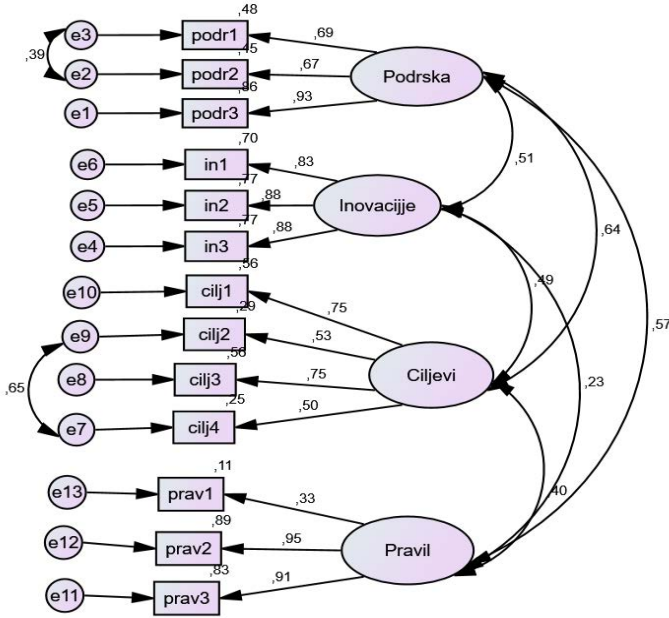 ,48
e3 podr1 ,69
,39 ,45
e2 podr2 ,67 Podrska
,86
e1 podr3 ,93
,70
e6 in1 ,83 ,51
,77
e5 in2 ,88 Inovacijje
,77
e4 in3 ,88 ,64
,56 ,49
e10 cilj1 ,75
,29 ,57
e9 cilj2 ,53
,56
e8 cilj3 ,75 Ciljevi
,65 ,25 ,23
e7 cilj4 ,50
,11
e13 prav1 ,33 ,40
,89
e12 prav2 ,95 Pravil
,83
e11 prav3 ,91